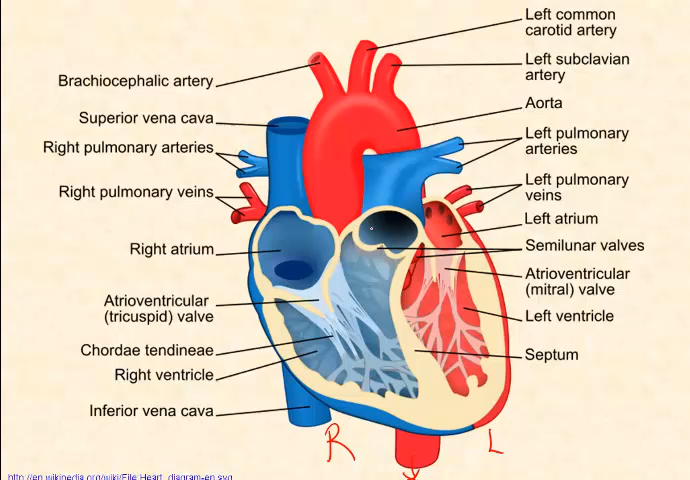 Left common
carotid artery
Left subclavian
artery
Brachiocephalic artery
Aorta
Superior vena cava
Left pulmonary
arteries
Right pulmonary arteries
Left pulmonary
veins
Right pulmonary veins
Left atrium
Right atrium
Semilunar valves
Atrioventricular
(mitral) valve
Atrioventricular
(tricuspid) valve
Left ventricle
Chordae tendineae
Septum
Right ventricle
Inferior vena cava
R
L
http://en.wikipedia.org/wiki/File:Heart_diagram-en.svg